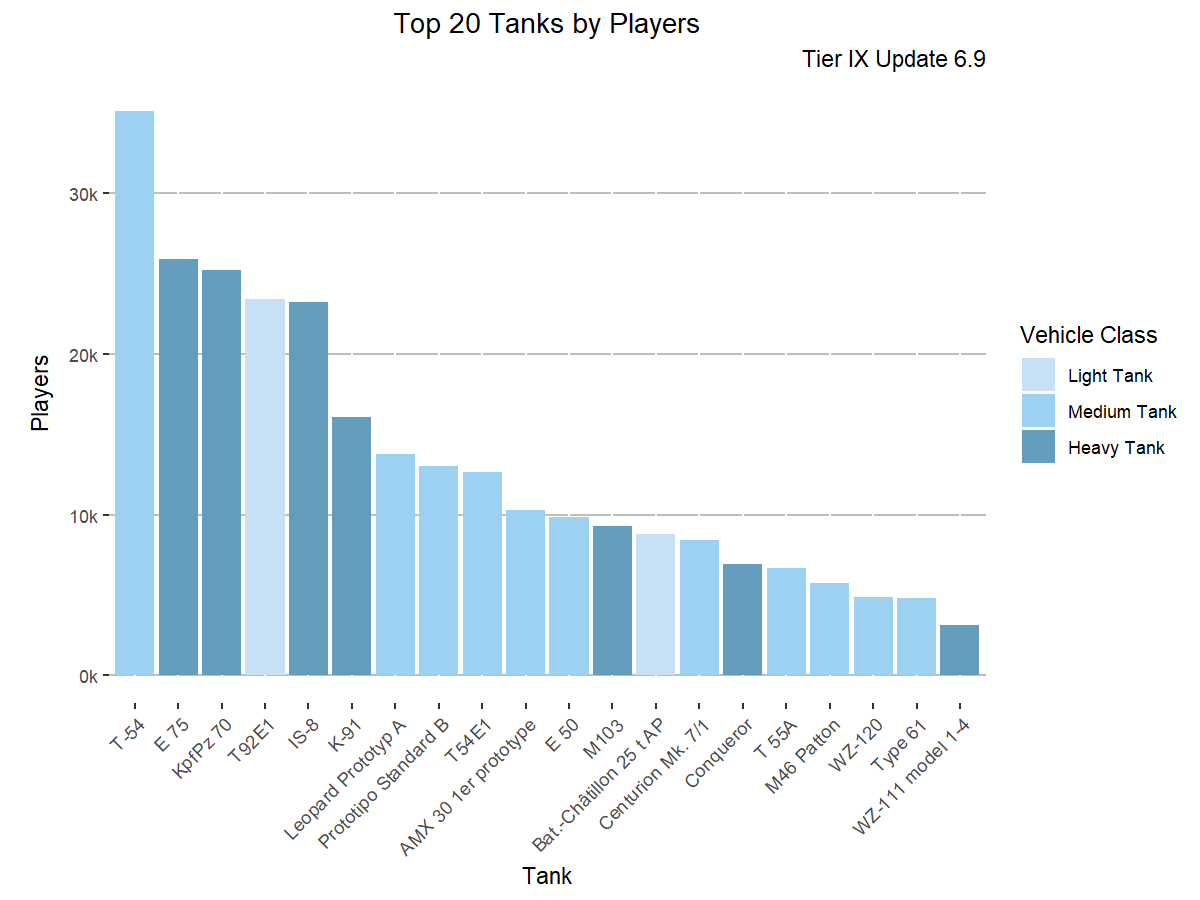 Top 20 Tanks by Players
Tier IX Update 6.9
30k
20k
10k
0k
Players
T-54
E 75
KpfPz 70
T92E1
IS-8
K-91
Leopard Prototyp A
Prototipo Standard B
T54E1
AMX 30 1er prototype
E 50
M103
Bat.-Châtillon 25 t AP
Centurion Mk. 7/1
Conqueror
T 55A
M46 Patton
WZ-120
Type 61
WZ-111 model 1-4
Tank
Vehicle Class
Light Tank
Medium Tank
Heavy Tank